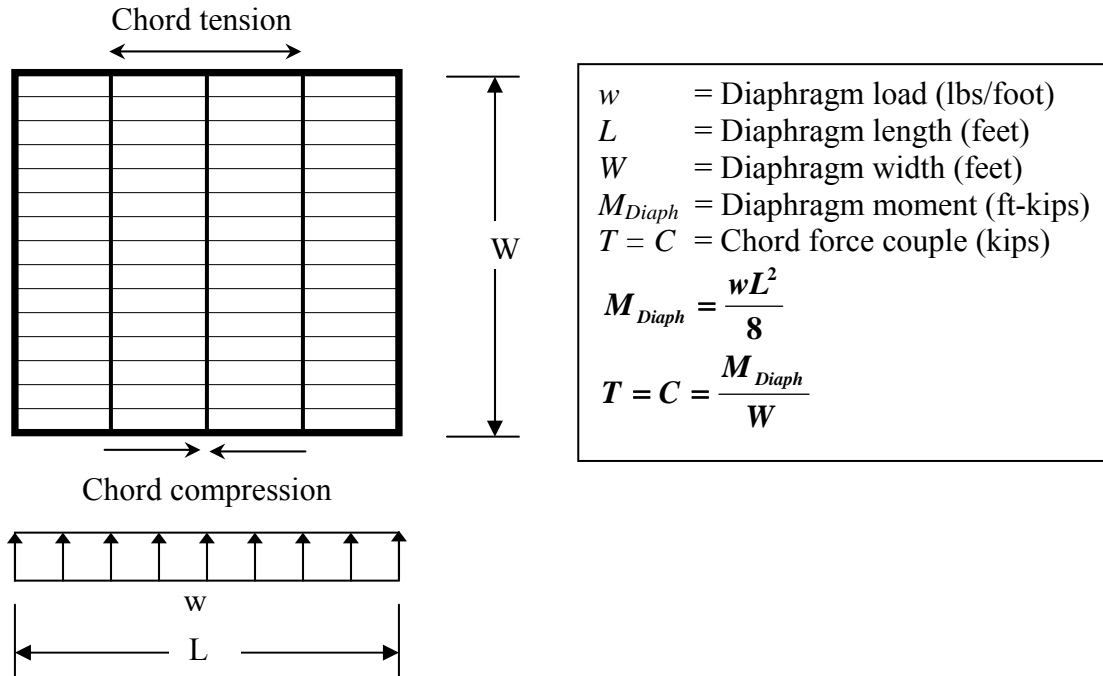 Chord tension
W
Chord compression
w
L
w = Diaphragm load (lbs/foot)
L = Diaphragm length (feet)
W = Diaphragm width (feet)
M_Diaph = Diaphragm moment (ft-kips)
T = C = Chord force couple (kips)
M_Diaph = wL²/8
T = C = M_Diaph/W